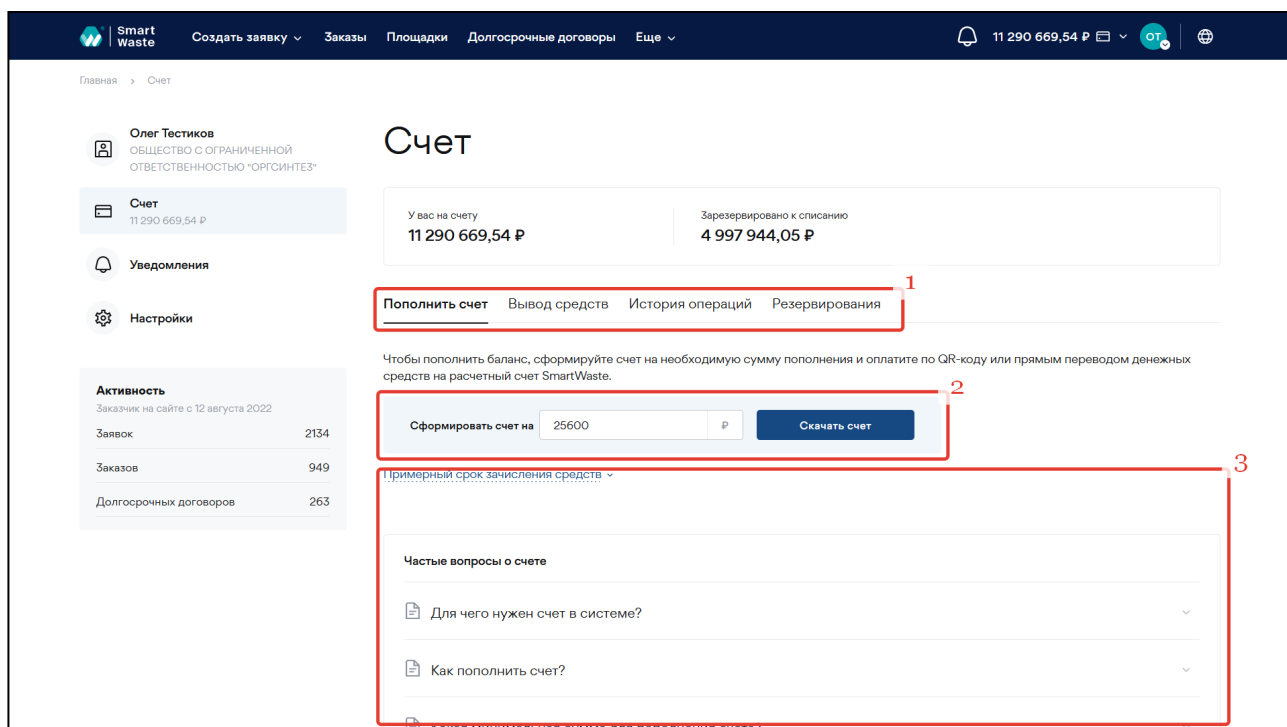 Smart
Waste
Создать заявку
Заказы
Площадки
Долгосрочные договоры
Еще
11 290 669,54 ₽
ОТ
Главная > Счет
Олег Тестиков
ОБЩЕСТВО С ОГРАНИЧЕННОЙ
ОТВЕТСТВЕННОСТЬЮ "ОРГСИНТЕЗ"
Счет
11 290 669,54 ₽
Уведомления
Настройки
Активность
Заказчик на сайте с 12 августа 2022
Заявок 2134
Заказов 949
Долгосрочных договоров 263
Счет
У вас на счету
11 290 669,54 ₽
Зарезервировано к списанию
4 997 944,05 ₽
1
Пополнить счет Вывод средств История операций Резервирования
Чтобы пополнить баланс, сформируйте счет на необходимую сумму пополнения и оплатите по QR-коду или прямым переводом денежных
средств на расчетный счет SmartWaste.
2
Сформировать счет на 25600 ₽ Скачать счет
3
Примерный срок зачисления средств
Частые вопросы о счете
Для чего нужен счет в системе?
Как пополнить счет?